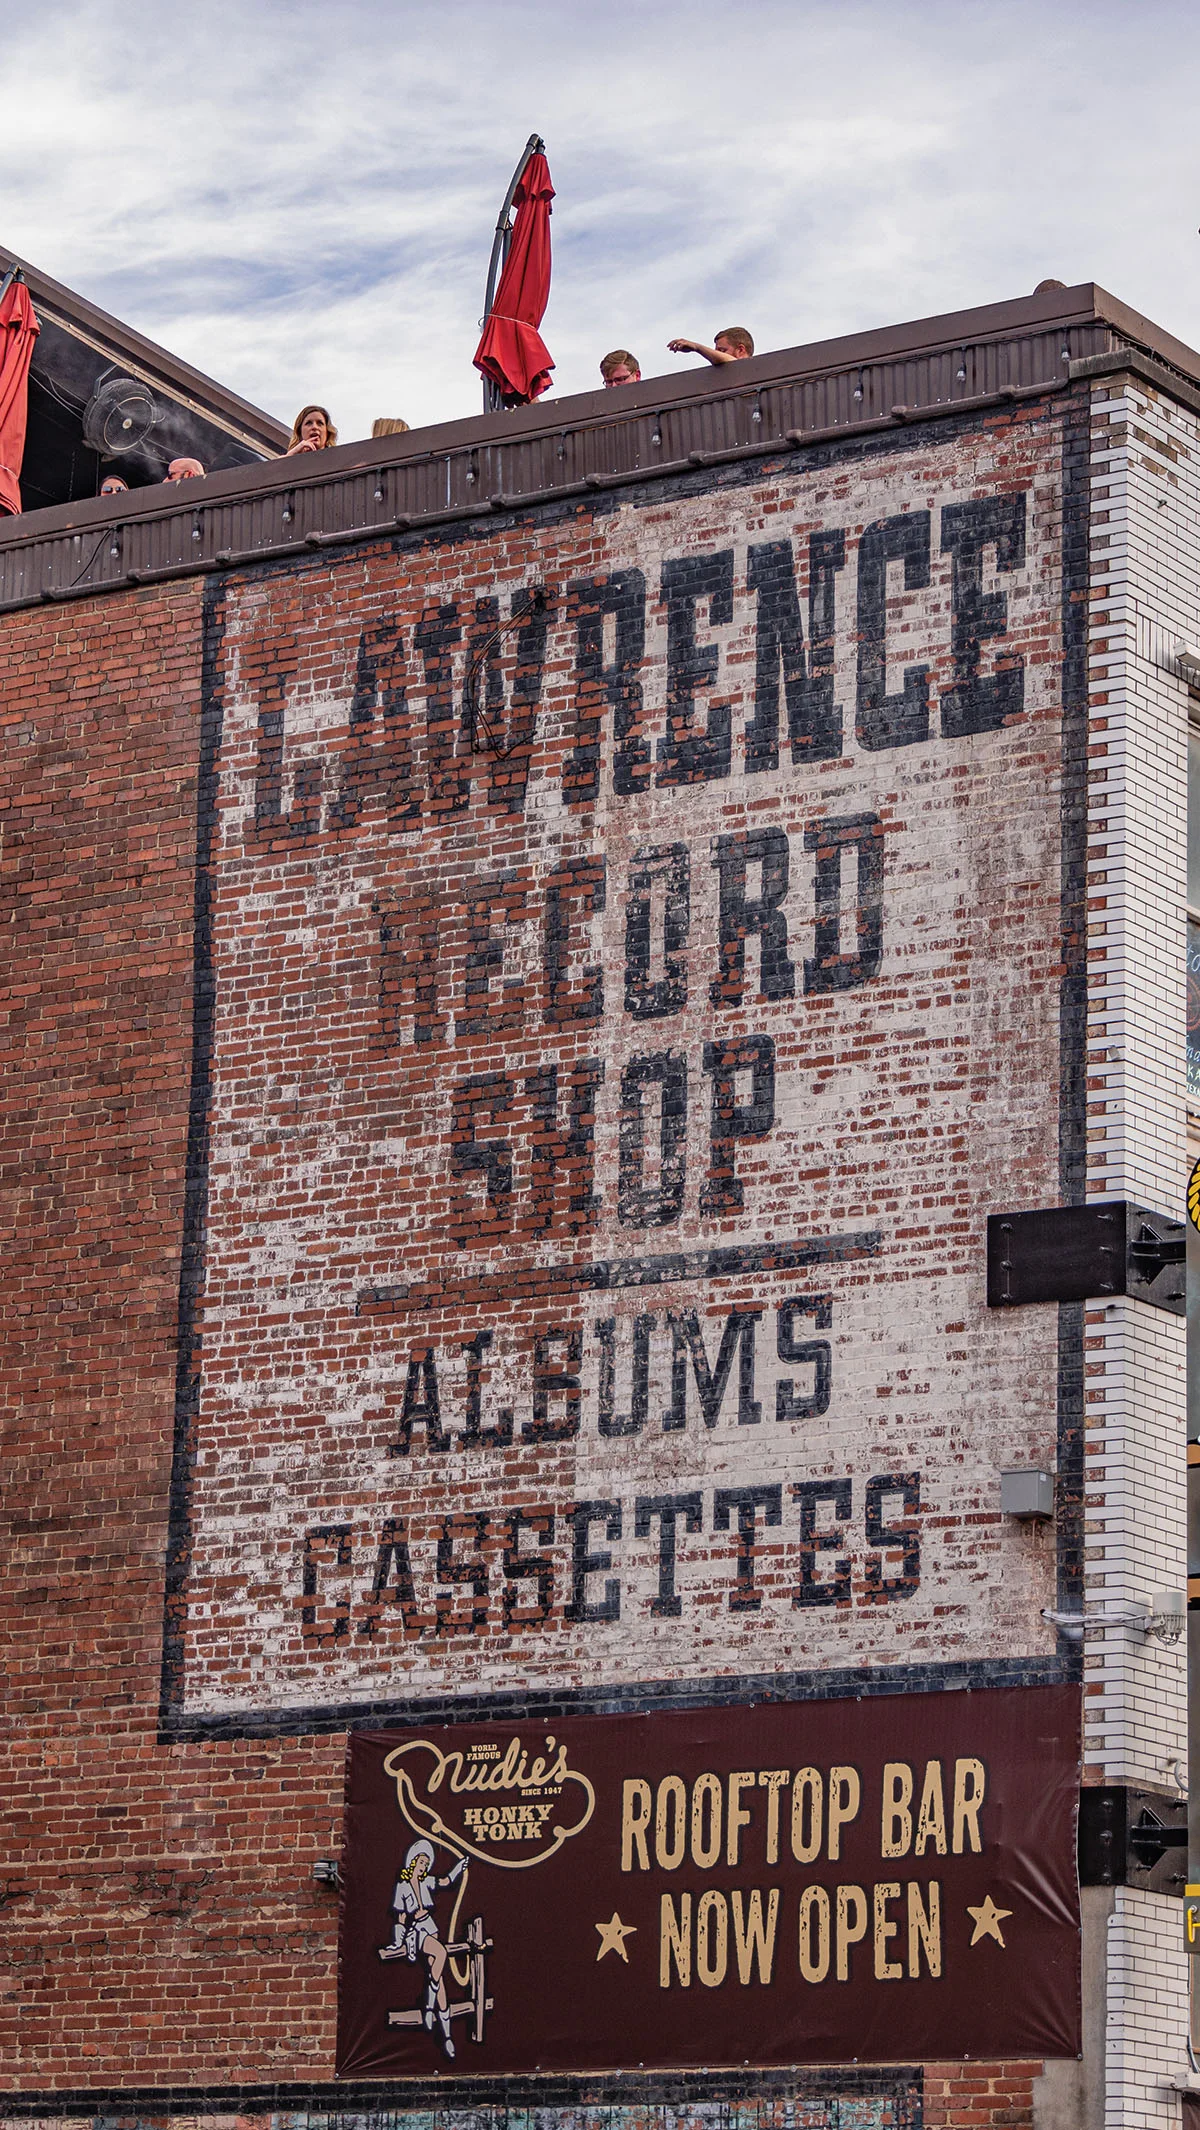 LAWRENCE
RECORD
SHOP
ALBUMS
CASSETTES
WORLD
FAMOUS
Nudie's
SINCE 1947
HONKY
TONK
ROOFTOP BAR
NOW OPEN